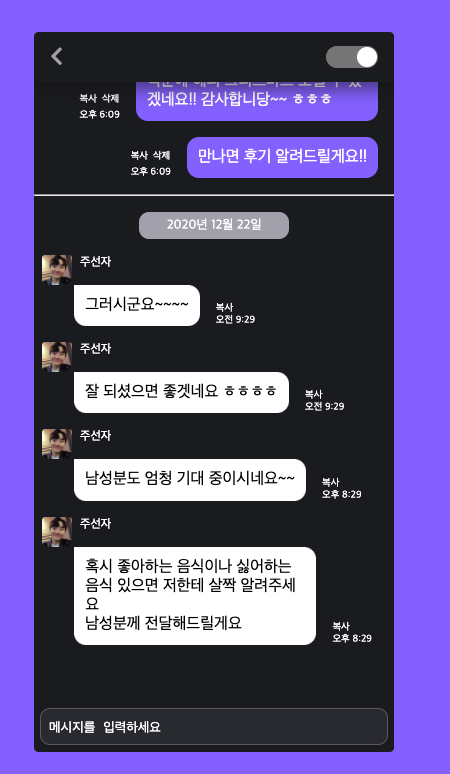 겠네요!! 감사합니당~~ ㅎㅎㅎ
복사 삭제
오후 6:09
만나면 후기 알려드릴게요!!
복사 삭제
오후 6:09
2020년 12월 22일
주선자
그러시군요~~~~
복사
오전 9:29
주선자
잘 되셨으면 좋겟네요 ㅎㅎㅎㅎ
복사
오전 9:29
주선자
남성분도 엄청 기대 중이시네요~~
복사
오후 8:29
주선자
혹시 좋아하는 음식이나 싫어하는
음식 있으면 저한테 살짝 알려주세
요
남성분께 전달해드릴게요
복사
오후 8:29
메시지를 입력하세요